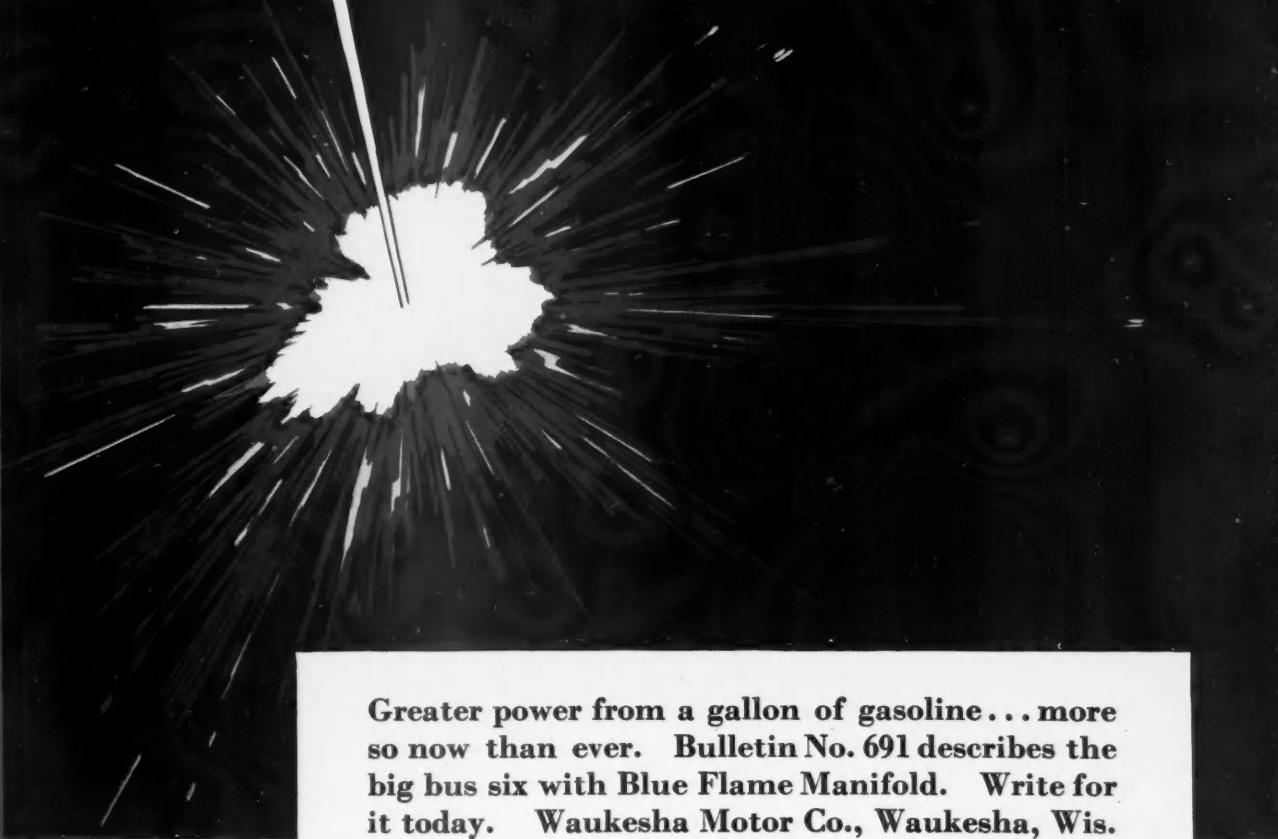 Greater power from a gallon of gasoline...more
so now than ever. Bulletin No. 691 describes the
big bus six with Blue Flame Manifold. Write for
it today. Waukesha Motor Co., Waukesha, Wis.